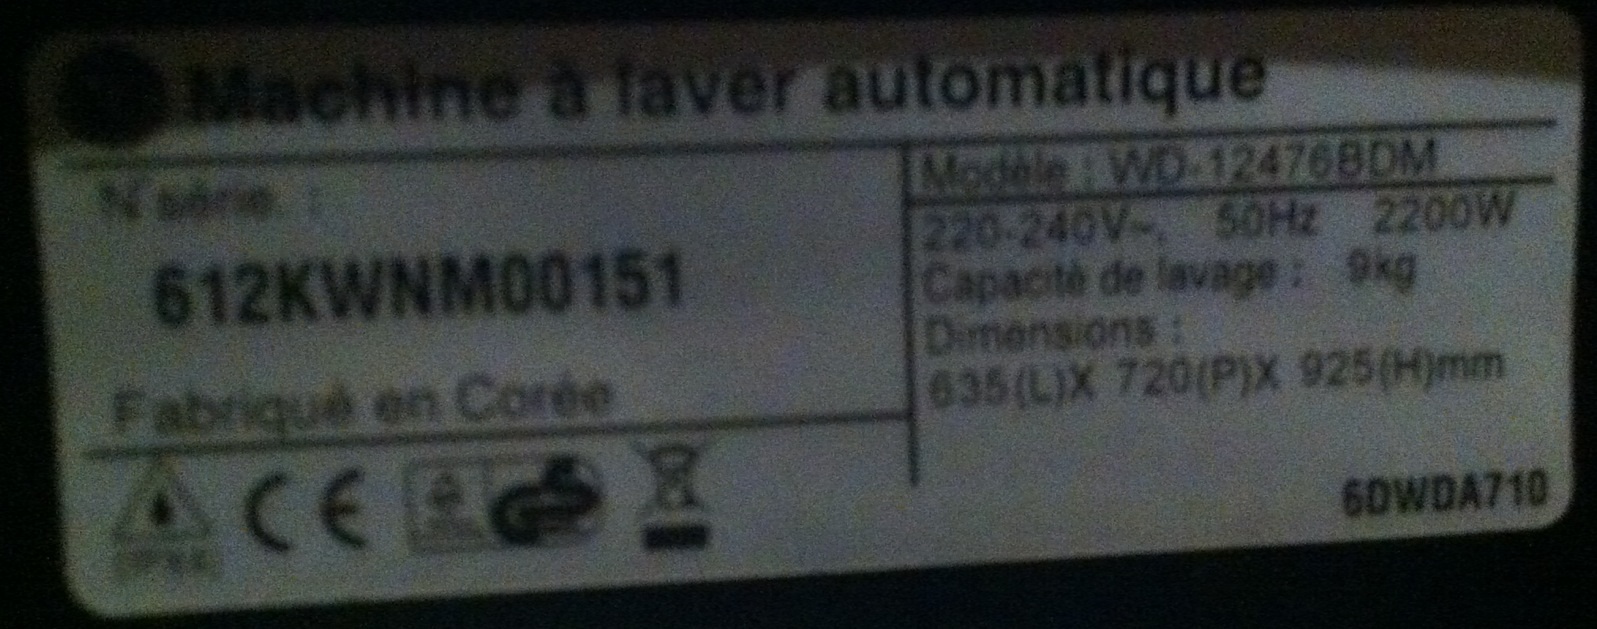 Machine à laver automatique
N°série :
612KWNM00151
Fabriqué en Corée
Modèle : WD-12476BDM
220-240V~, 50Hz 2200W
Capacité de lavage : 9kg
Dimensions :
635(L)X 720(P)X 925(H)mm
CE
6DWDA710